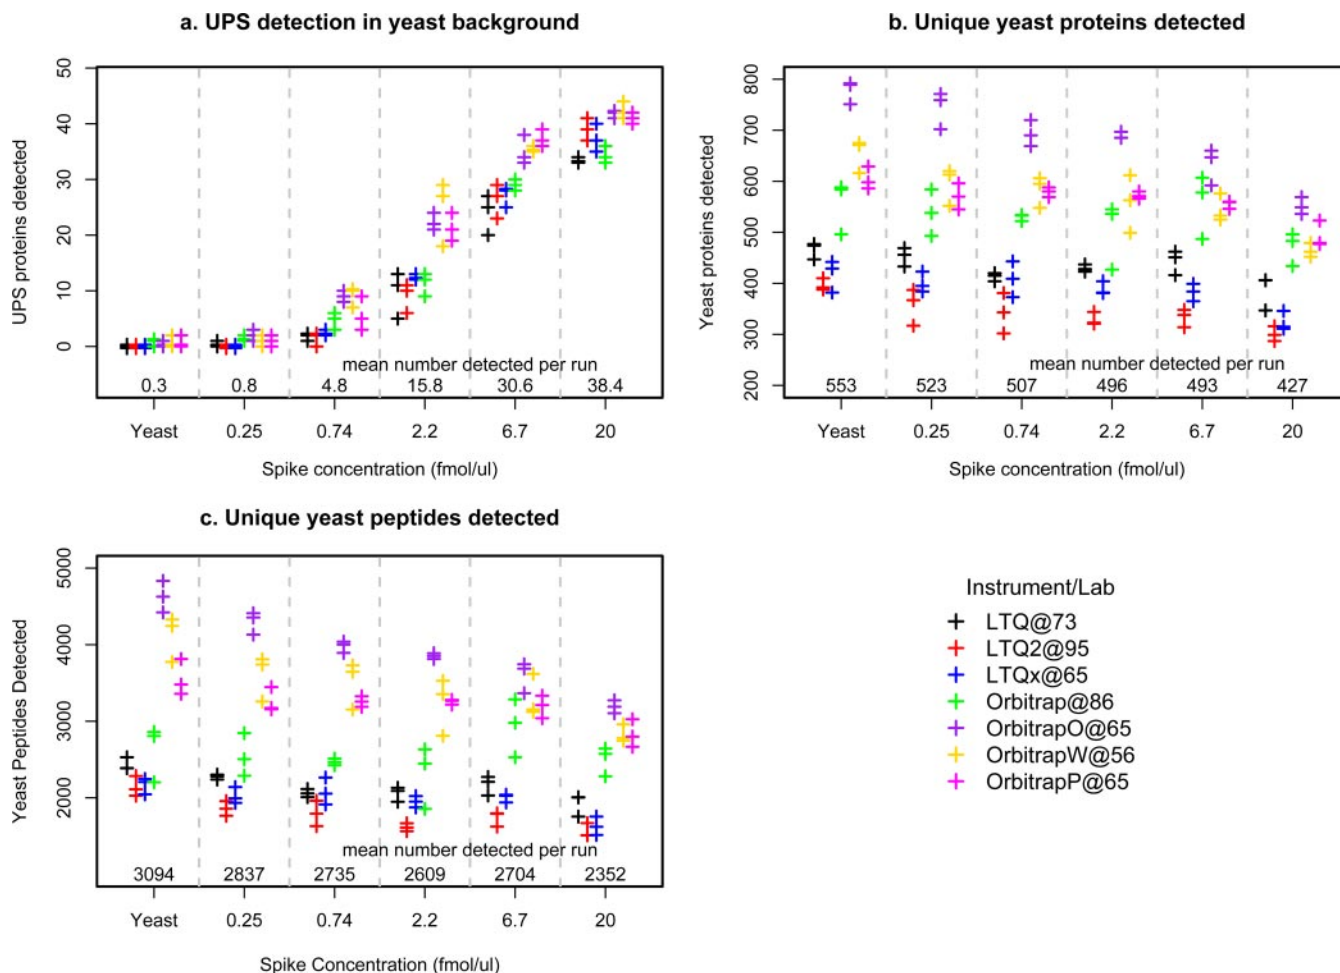 a. UPS detection in yeast background
UPS proteins detected
50
40
30
20
10
0
mean number detected per run
0.3 0.8 4.8 15.8 30.6 38.4
Yeast 0.25 0.74 2.2 6.7 20
Spike concentration (fmol/ul)
b. Unique yeast proteins detected
Yeast proteins detected
800
700
600
500
400
300
200
mean number detected per run
553 523 507 496 493 427
Yeast 0.25 0.74 2.2 6.7 20
Spike concentration (fmol/ul)
c. Unique yeast peptides detected
Yeast Peptides Detected
5000
4000
3000
2000
mean number detected per run
3094 2837 2735 2609 2704 2352
Yeast 0.25 0.74 2.2 6.7 20
Spike Concentration (fmol/ul)
Instrument/Lab
LTQ@73
LTQ2@95
LTQx@65
Orbitrap@86
OrbitrapO@65
OrbitrapW@56
OrbitrapP@65